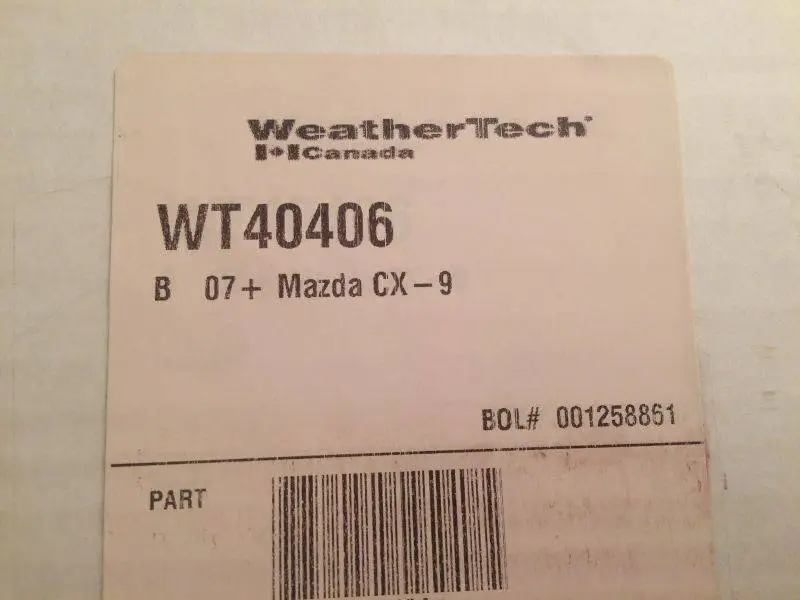 WeatherTech®
Canada
WT40406
B 07+ Mazda CX-9
BOL# 001258861
PART